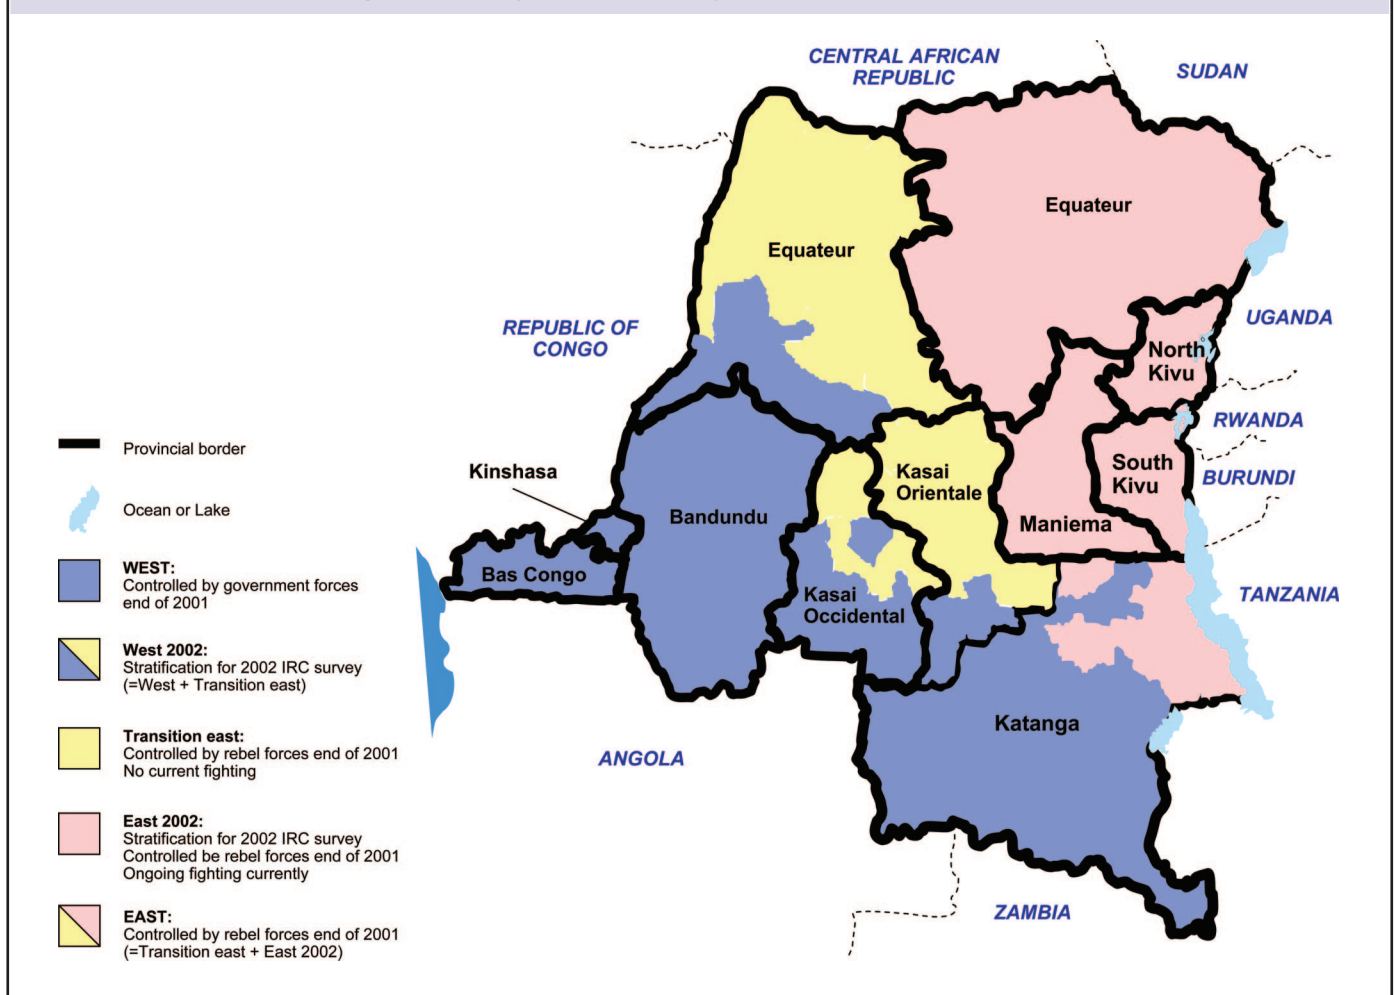 CENTRAL AFRICAN
REPUBLIC
SUDAN
Equateur
Equateur
REPUBLIC OF
CONGO
UGANDA
North
Kivu
RWANDA
BURUNDI
South
Kivu
Kasai
Orientale
Maniema
Kinshasa
Bandundu
Bas Congo
Kasai
Occidental
TANZANIA
Katanga
ANGOLA
ZAMBIA
Provincial border
Ocean or Lake
WEST:
Controlled by government forces
end of 2001
West 2002:
Stratification for 2002 IRC survey
(=West + Transition east)
Transition east:
Controlled by rebel forces end of 2001
No current fighting
East 2002:
Stratification for 2002 IRC survey
Controlled be rebel forces end of 2001
Ongoing fighting currently
EAST:
Controlled by rebel forces end of 2001
(=Transition east + East 2002)